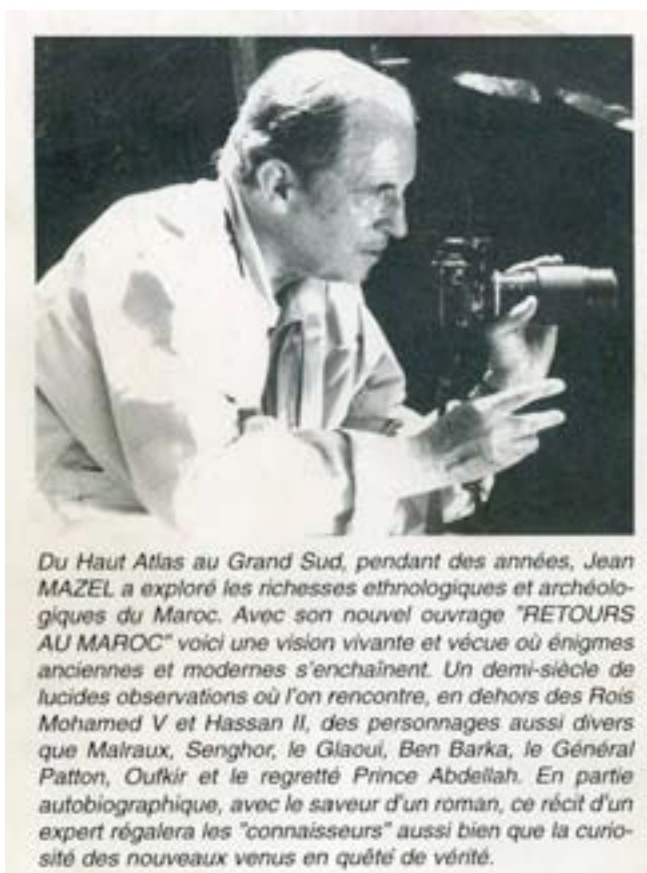 Du Haut Atlas au Grand Sud, pendant des années, Jean
MAZEL a exploré les richesses ethnologiques et archéolo-
giques du Maroc. Avec son nouvel ouvrage "RETOURS
AU MAROC" voici une vision vivante et vécue où énigmes
anciennes et modernes s'enchaînent. Un demi-siècle de
lucides observations où l'on rencontre, en dehors des Rois
Mohamed V et Hassan II, des personnages aussi divers
que Malraux, Senghor, le Glaoui, Ben Barka, le Général
Patton, Oufkir et le regretté Prince Abdellah. En partie
autobiographique, avec le saveur d'un roman, ce récit d'un
expert régalera les "connaisseurs" aussi bien que la curio-
sité des nouveaux venus en quêté de vérité.